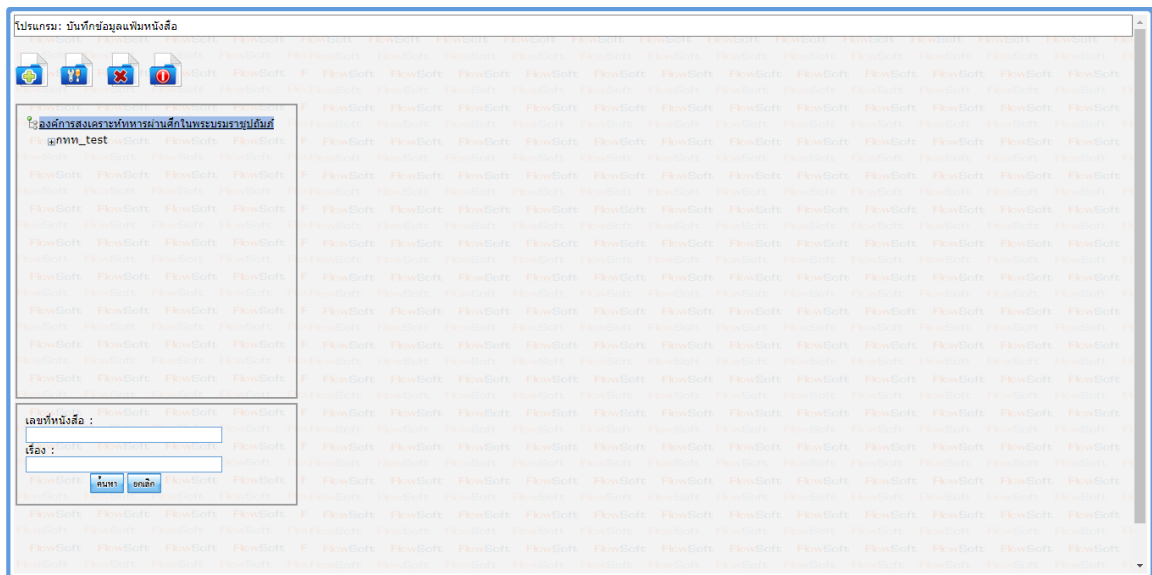 โปรแกรม: บันทึกข้อมูลแฟ้มหนังสือ
องค์การสงเคราะห์ทหารผ่านศึกในพระบรมราชูปถัมภ์
กททt_test
เลขที่หนังสือ :
เรื่อง :
ค้นหา ยกเลิก
FlowSoft